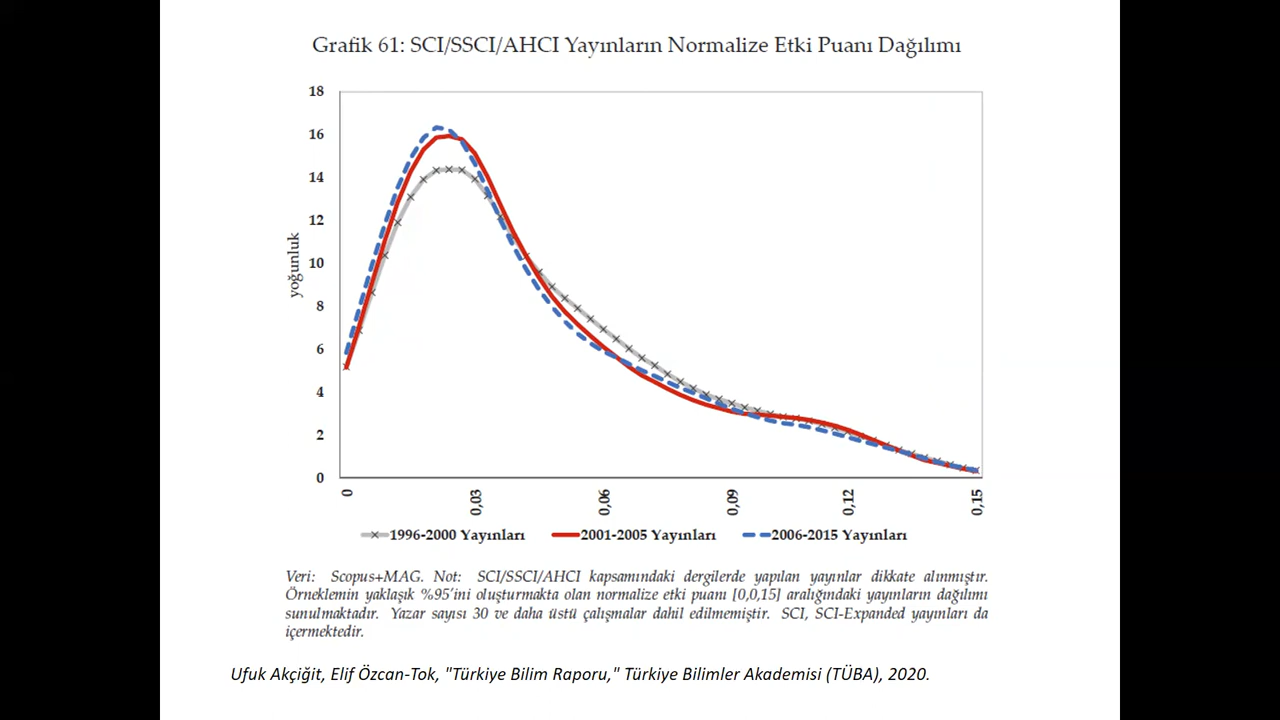 Grafik 61: SCI/SSCI/AHCI Yayınların Normalize Etki Puanı Dağılımı
18
16
14
12
10
8
6
4
2
0
yoğunluk
0
0,03
0,06
0,09
0,12
0,15
1996-2000 Yayınları
2001-2005 Yayınları
2006-2015 Yayınları
Veri: Scopus+MAG. Not: SCI/SSCI/AHCI kapsamındaki dergilerde yapılan yayınlar dikkate alınmıştır.
Örneklemin yaklaşık %95'ini oluşturmakta olan normalize etki puanı [0,0,15] aralığındaki yayınların dağılımı
sunulmaktadır. Yazar sayısı 30 ve daha üstü çalışmalar dahil edilmemiştir. SCI, SCI-Expanded yayınları da
içermektedir.
Ufuk Akçiğit, Elif Özcan-Tok, "Türkiye Bilim Raporu," Türkiye Bilimler Akademisi (TÜBA), 2020.